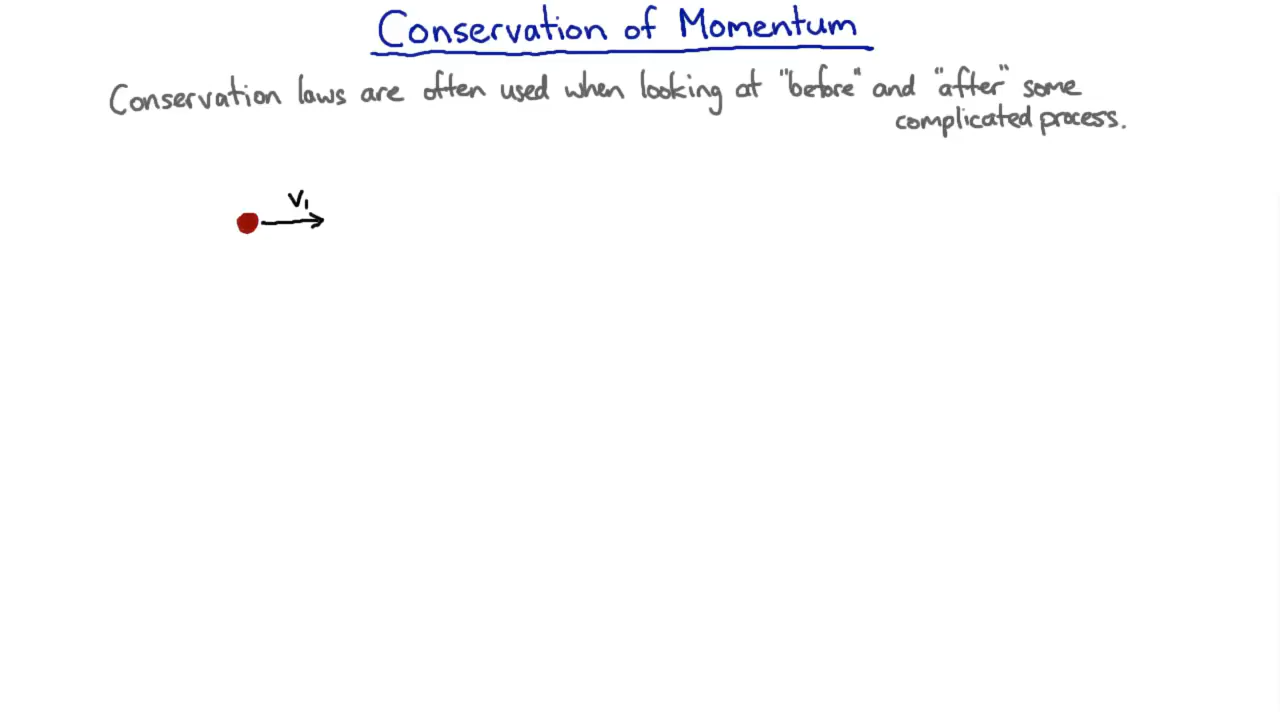 Conservation of Momentum
Conservation laws are often used when looking at "before" and "after" some
complicated process.
V₁